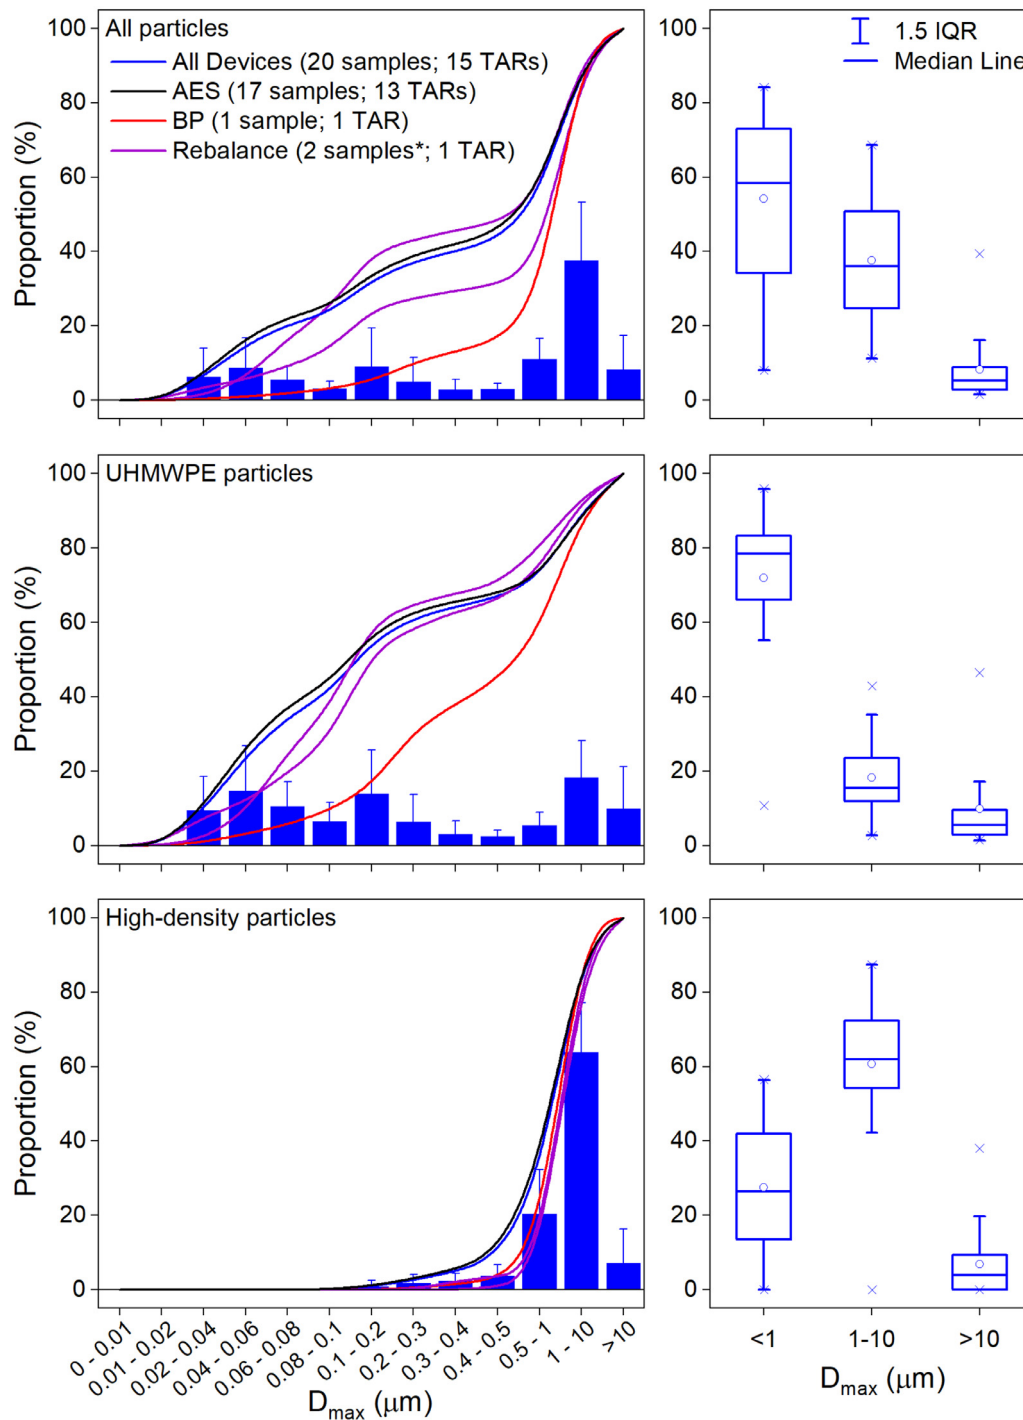 All particles
All Devices (20 samples; 15 TARs)
AES (17 samples; 13 TARs)
BP (1 sample; 1 TAR)
Rebalance (2 samples*; 1 TAR)
Proportion (%)
100
80
60
40
20
0
1.5 IQR
Median Line
100
80
60
40
20
0
UHMWPE particles
Proportion (%)
100
80
60
40
20
0
100
80
60
40
20
0
High-density particles
Proportion (%)
100
80
60
40
20
0
0 - 0.01
0.01 - 0.02
0.02 - 0.04
0.04 - 0.06
0.06 - 0.08
0.08 - 0.1
0.1 - 0.2
0.2 - 0.3
0.3 - 0.4
0.4 - 0.5
0.5 - 1
1 - 10
>10
Dmax (μm)
100
80
60
40
20
0
<1
1-10
>10
Dmax (μm)